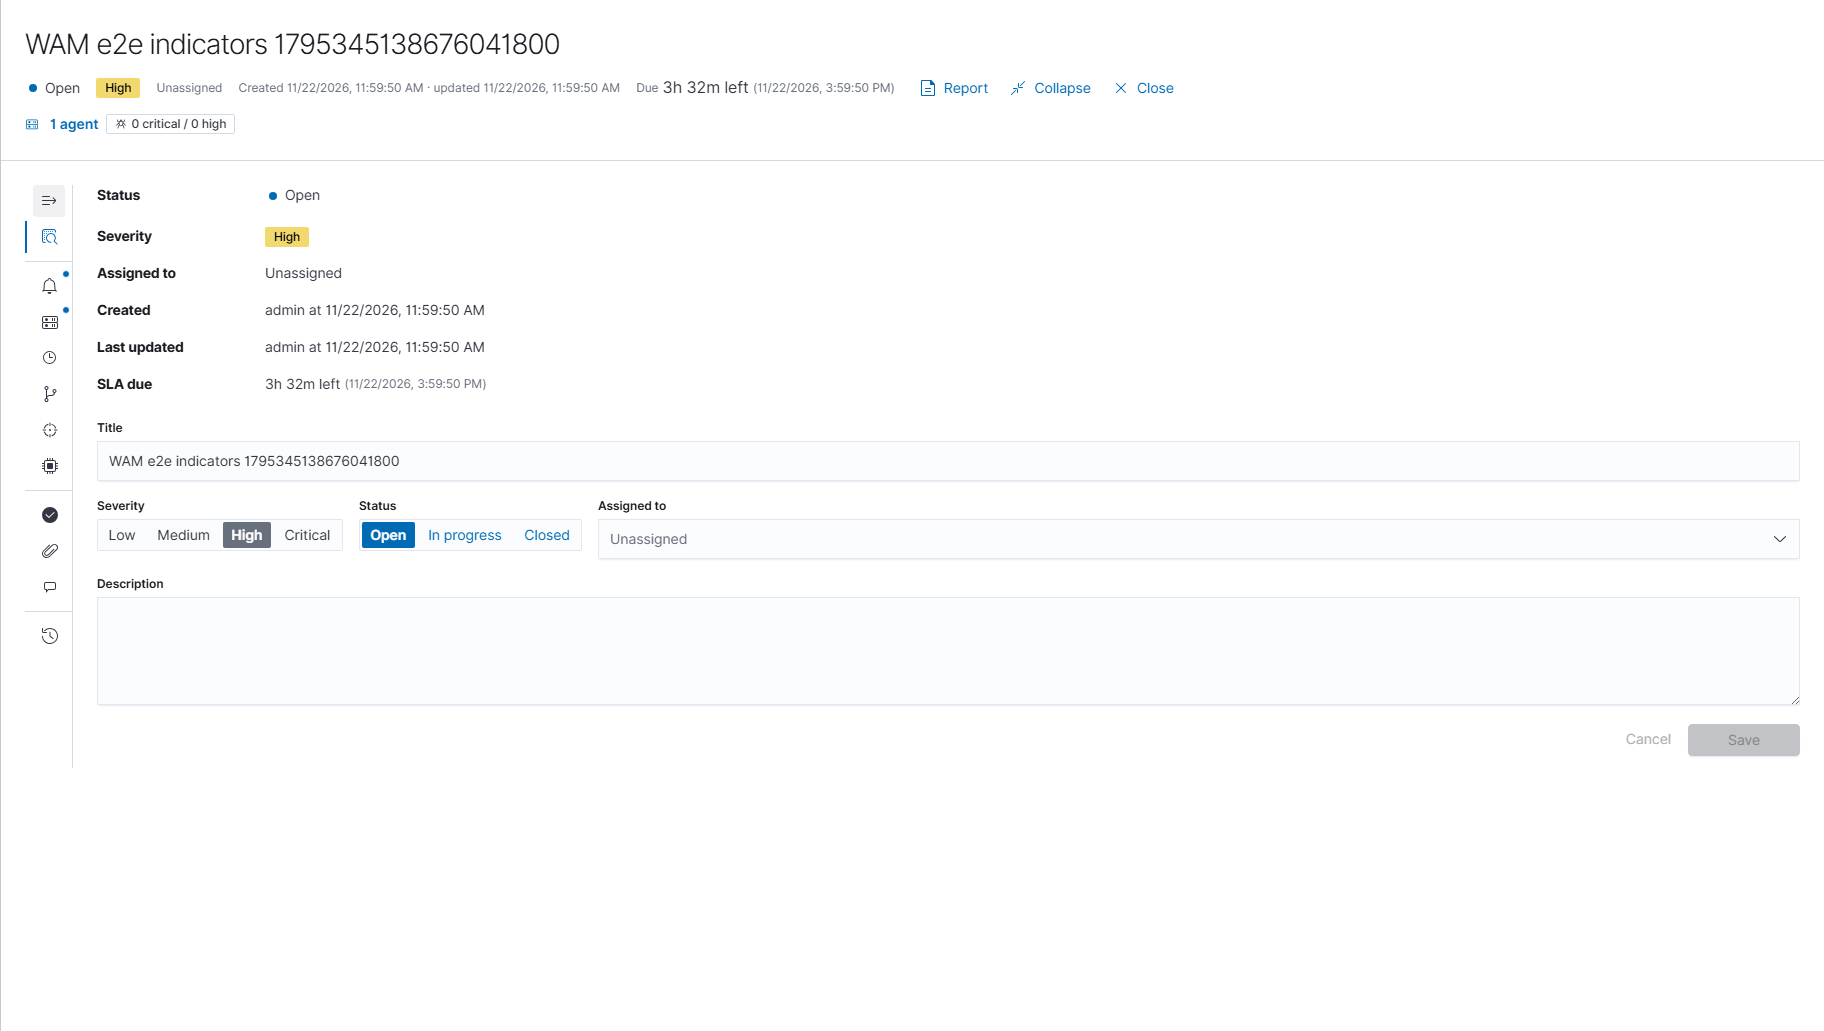 WAM e2e indicators 1795345138676041800
Open High Unassigned Created 11/22/2026, 11:59:50 AM · updated 11/22/2026, 11:59:50 AM Due 3h 32m left (11/22/2026, 3:59:50 PM) Report Collapse Close
1 agent 0 critical / 0 high
Status Open
Severity High
Assigned to Unassigned
Created admin at 11/22/2026, 11:59:50 AM
Last updated admin at 11/22/2026, 11:59:50 AM
SLA due 3h 32m left (11/22/2026, 3:59:50 PM)
Title
WAM e2e indicators 1795345138676041800
Severity Status Assigned to
Low Medium High Critical Open In progress Closed Unassigned
Description
Cancel Save